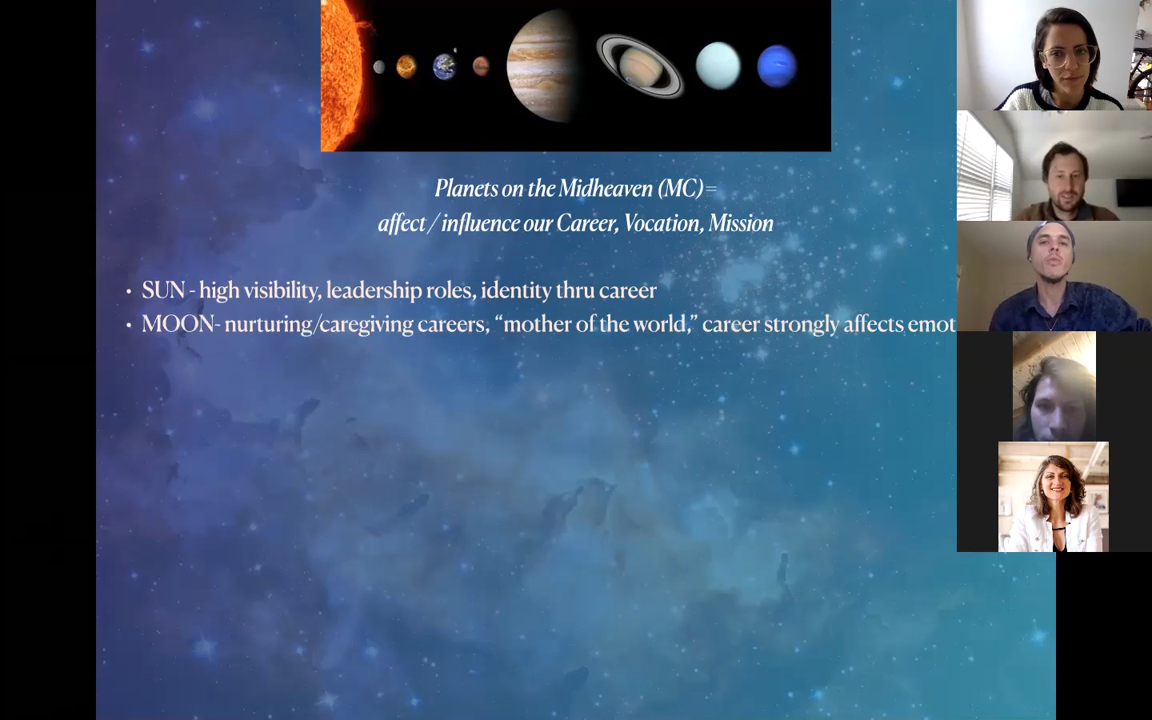 Planets on the Midheaven (MC)=
affect / influence our Career, Vocation, Mission
• SUN - high visibility, leadership roles, identity thru career
• MOON- nurturing/caregiving careers, “mother of the world,” career strongly affects emot